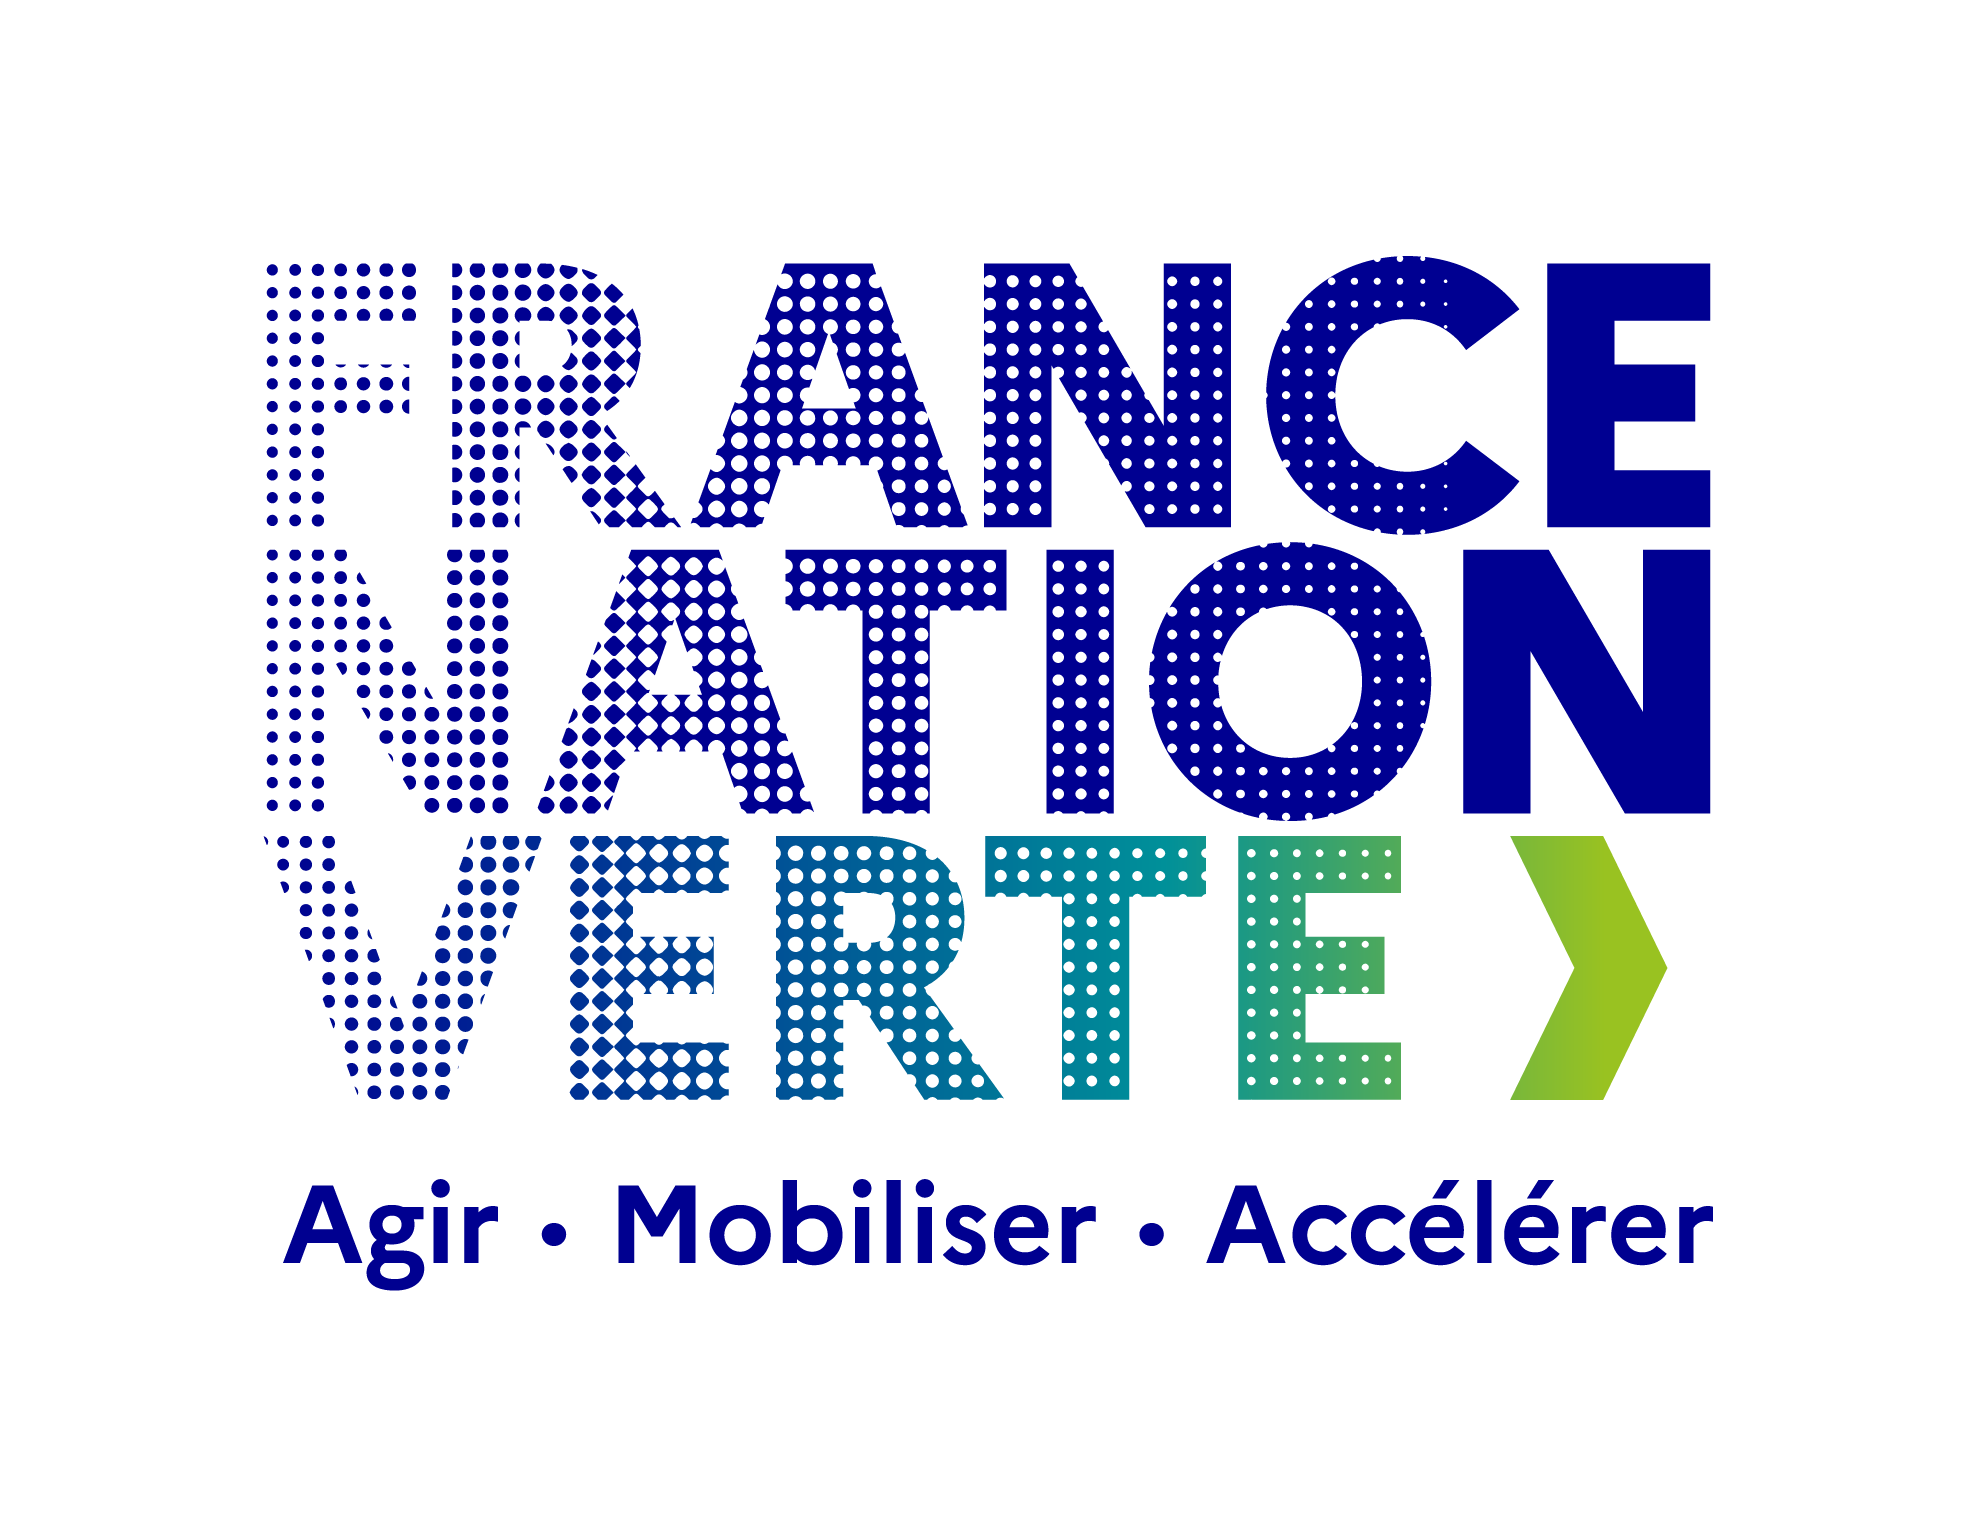 FRANCE
NATION
VERTE
Agir • Mobiliser • Accélérer